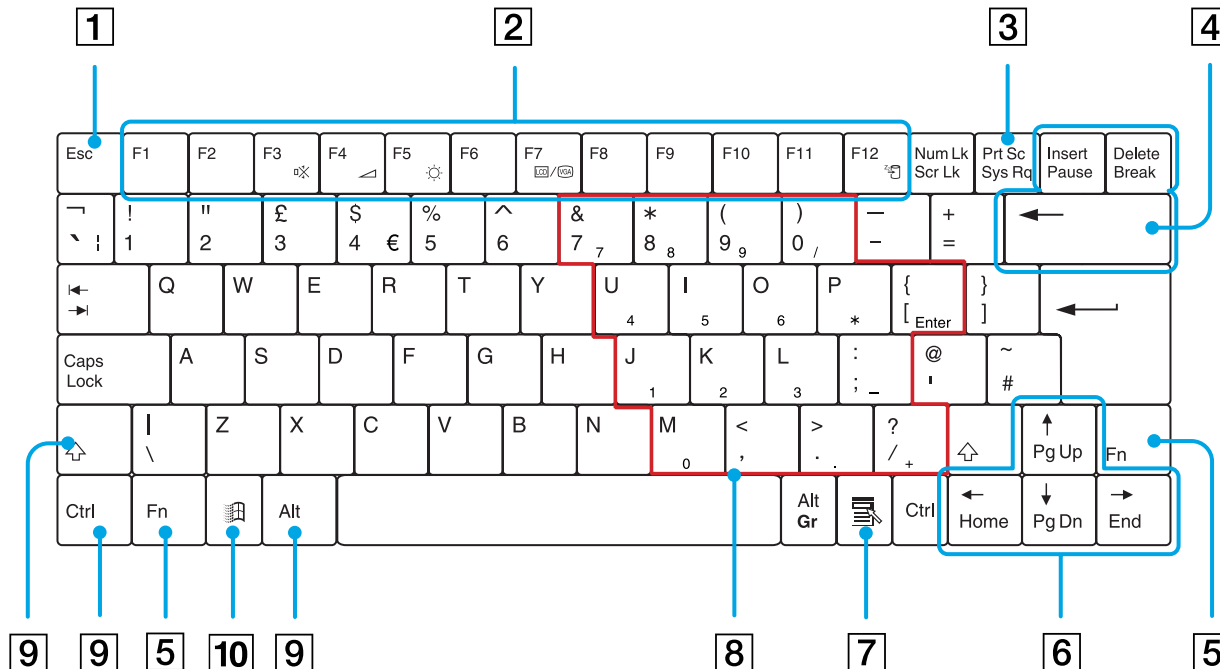 1 2 3 4
Esc F1 F2 F3 F4 F5 F6 F7 LCD / VGA F8 F9 F10 F11 F12 Zz Num Lk Scr Lk Prt Sc Sys Rq Insert Pause Delete Break
¬ ! " £ $ % ^ & * ( ) — +
` ¦ 1 2 3 4 € 5 6 7 7 8 8 9 9 0 / - =
Q W E R T Y U I O P { }
4 5 6 * [ Enter ]
Caps Lock A S D F G H J K L : @ ~
1 2 3 ; - ' #
| Z X C V B N M < > ? Pg Up Fn
\ 0 , . . / +
Ctrl Fn Alt Alt Gr Ctrl Home Pg Dn End
9 9 5 10 9 8 7 6 5